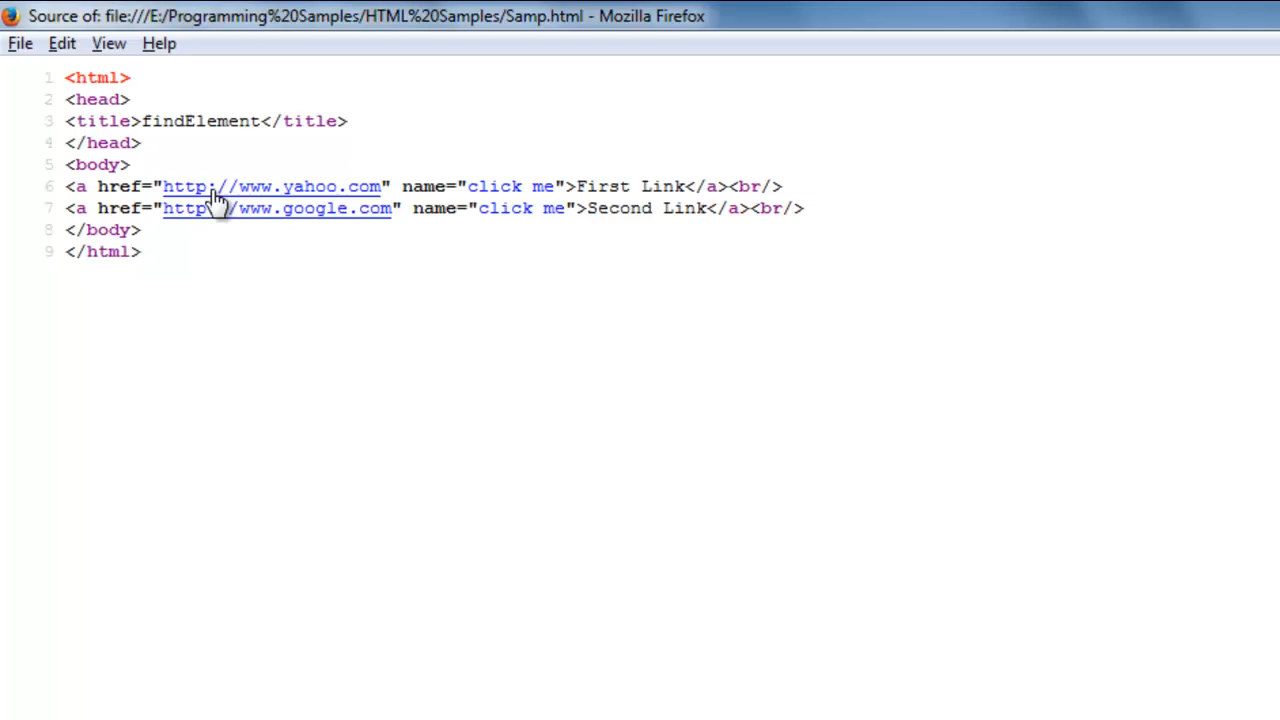 Source of: file:///E:/Programming%20Samples/HTML%20Samples/Samp.html - Mozilla Firefox
File Edit View Help
1 <html>
2 <head>
3 <title>findElement</title>
4 </head>
5 <body>
6 <a href="http://www.yahoo.com" name="click me">First Link</a><br/>
7 <a href="http://www.google.com" name="click me">Second Link</a><br/>
8 </body>
9 </html>